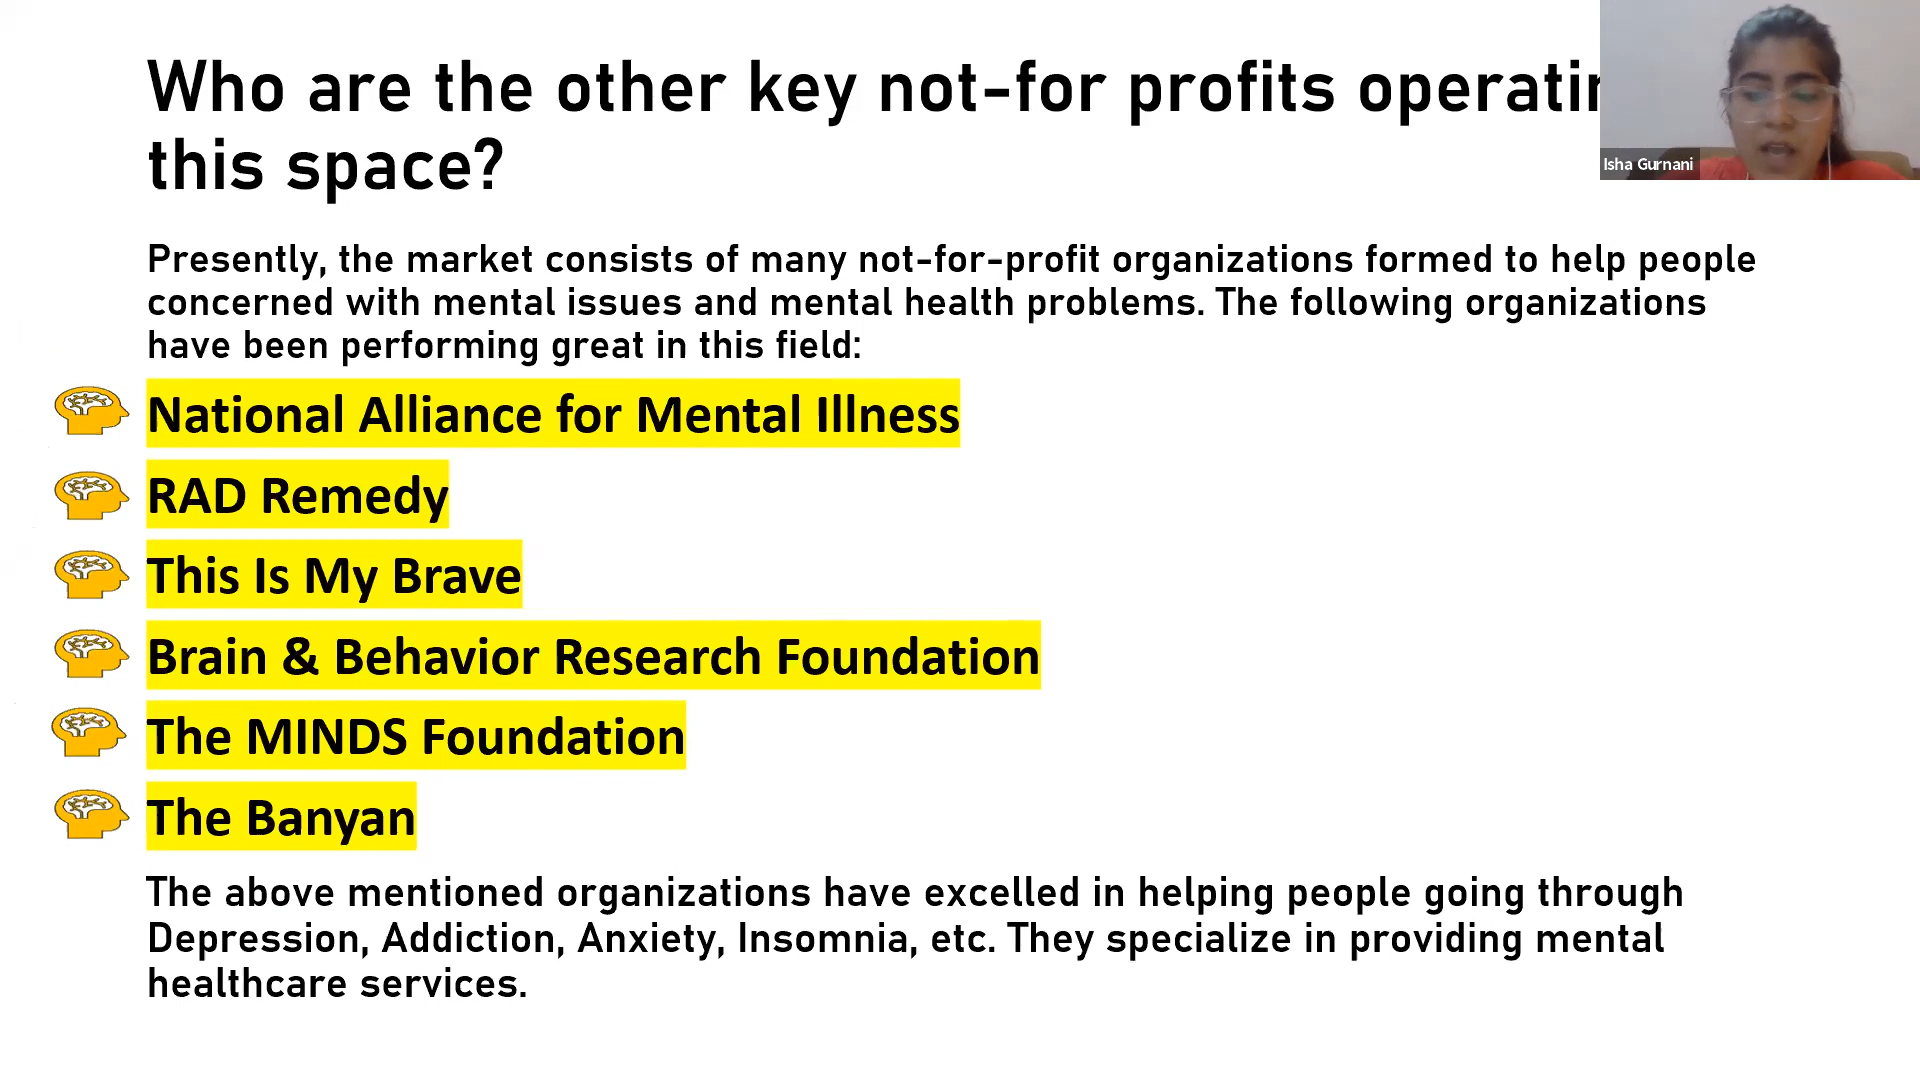 Who are the other key not-for profits operatin
this space?
Isha Gurnani
Presently, the market consists of many not-for-profit organizations formed to help people
concerned with mental issues and mental health problems. The following organizations
have been performing great in this field:
National Alliance for Mental Illness
RAD Remedy
This Is My Brave
Brain & Behavior Research Foundation
The MINDS Foundation
The Banyan
The above mentioned organizations have excelled in helping people going through
Depression, Addiction, Anxiety, Insomnia, etc. They specialize in providing mental
healthcare services.